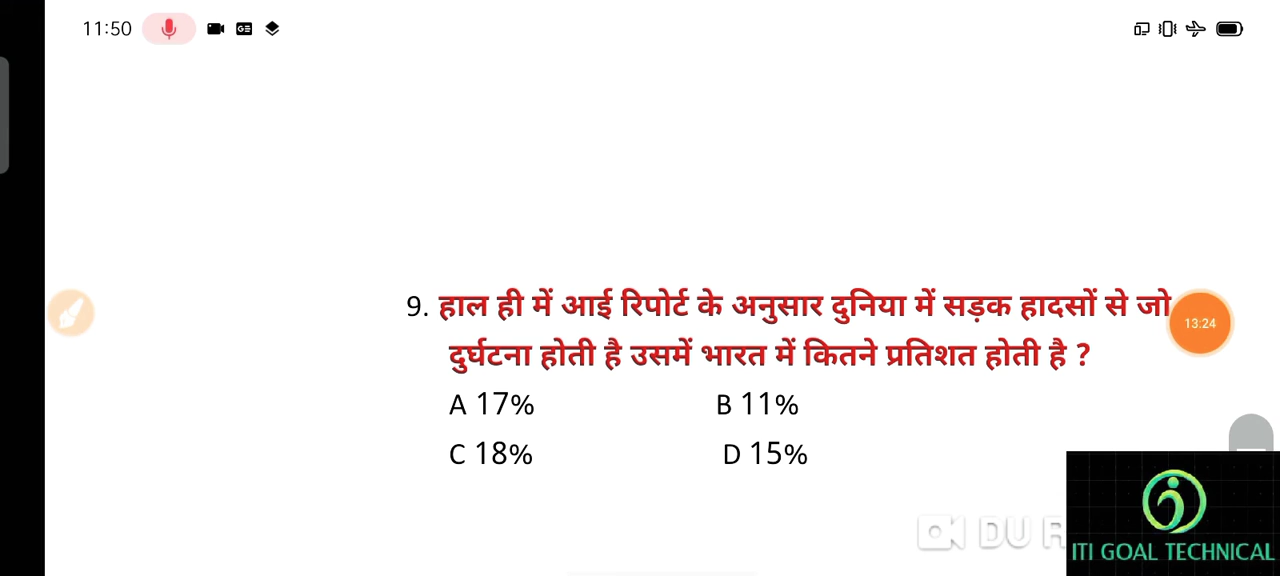 11:50
9. हाल ही में आई रिपोर्ट के अनुसार दुनिया में सड़क हादसों से जो
13:24
दुर्घटना होती है उसमें भारत में कितने प्रतिशत होती है ?
A 17% B 11%
C 18% D 15%
DU R
ITI GOAL TECHNICAL